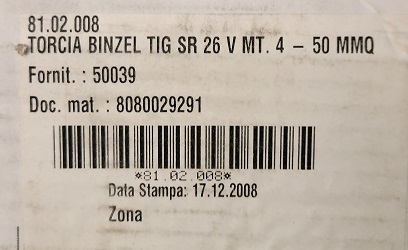 81.02.008
TORCIA BINZEL TIG SR 26 V MT. 4 – 50 MMQ
Fornit. : 50039
Doc. mat. : 8080029291
*81.02.008*
Data Stampa: 17.12.2008
Zona